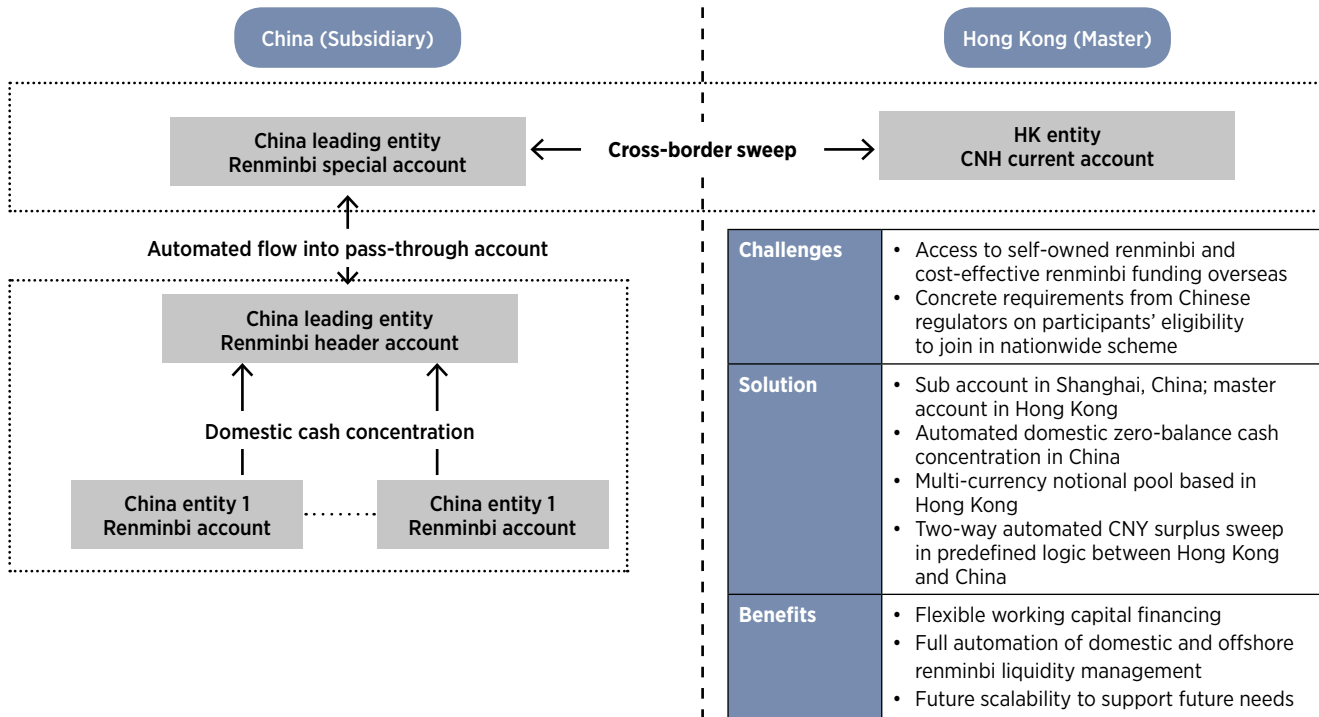 China (Subsidiary)
Hong Kong (Master)
China leading entity
Renminbi special account
Cross-border sweep
HK entity
CNH current account
Automated flow into pass-through account
China leading entity
Renminbi header account
Domestic cash concentration
China entity 1
Renminbi account
China entity 1
Renminbi account
Challenges
• Access to self-owned renminbi and
cost-effective renminbi funding overseas
• Concrete requirements from Chinese
regulators on participants’ eligibility
to join in nationwide scheme
Solution
• Sub account in Shanghai, China; master
account in Hong Kong
• Automated domestic zero-balance cash
concentration in China
• Multi-currency notional pool based in
Hong Kong
• Two-way automated CNY surplus sweep
in predefined logic between Hong Kong
and China
Benefits
• Flexible working capital financing
• Full automation of domestic and offshore
renminbi liquidity management
• Future scalability to support future needs